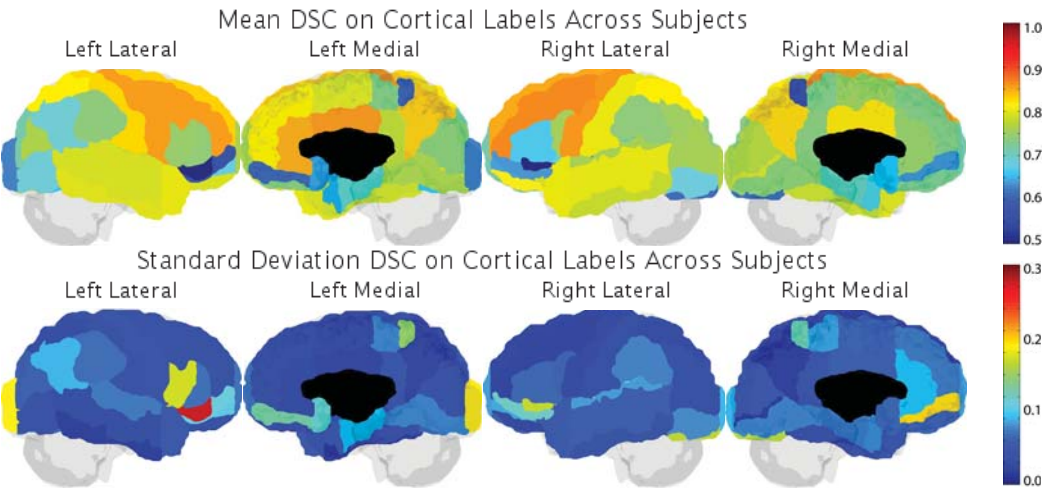 Mean DSC on Cortical Labels Across Subjects
Left Lateral Left Medial Right Lateral Right Medial
1.0
0.9
0.8
0.7
0.6
0.5
Standard Deviation DSC on Cortical Labels Across Subjects
Left Lateral Left Medial Right Lateral Right Medial
0.3
0.2
0.1
0.0